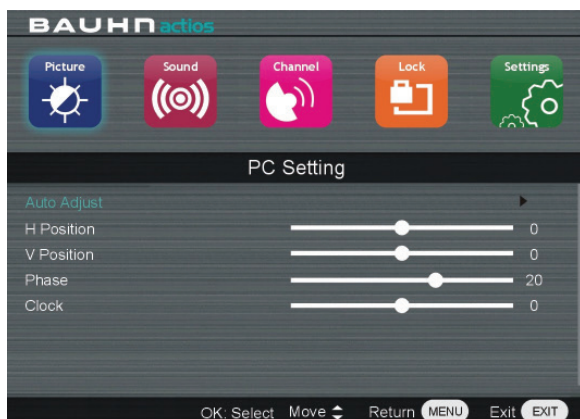 BAUHN actios
Picture Sound Channel Lock Settings
PC Setting
Auto Adjust
H Position 0
V Position 0
Phase 20
Clock 0
OK: Select Move Return MENU Exit EXIT